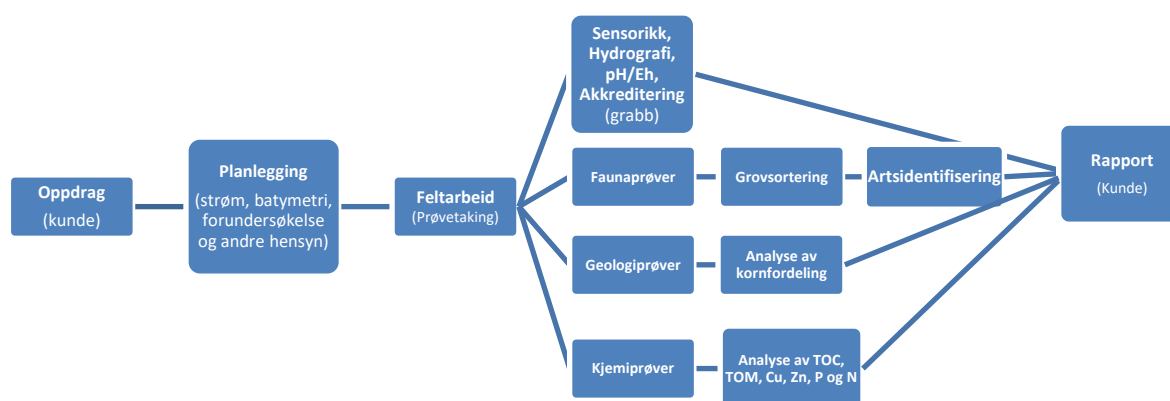 Oppdrag
(kunde)
Planlegging
(strøm, batymetri,
forundersøkelse
og andre hensyn)
Feltarbeid
(Prøvetaking)
Sensorikk,
Hydrografi,
pH/Eh,
Akkreditering
(grabb)
Faunaprøver
Grovsortering
Artsidentifisering
Geologiprøver
Analyse av
kornfordeling
Kjemiprøver
Analyse av TOC,
TOM, Cu, Zn, P og N
Rapport
(Kunde)